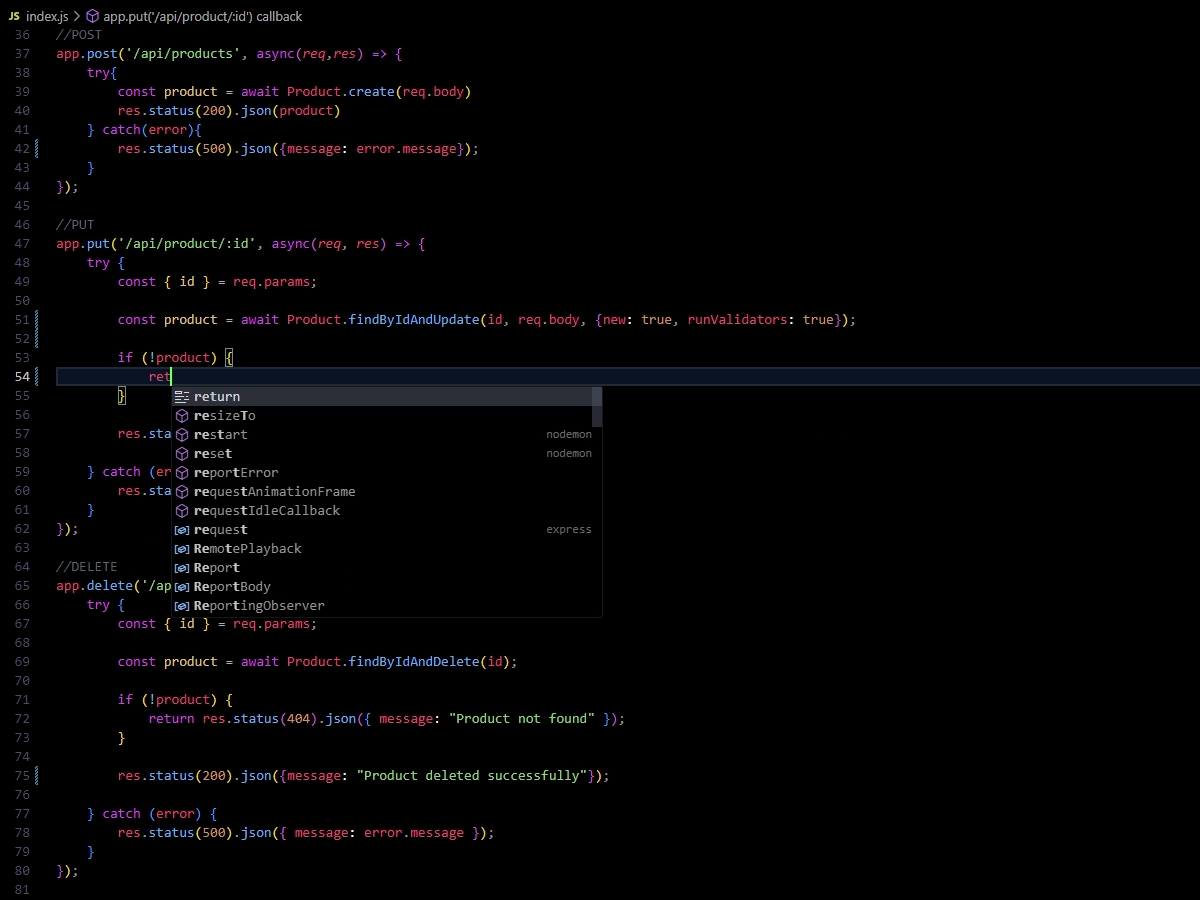 JS index.js > app.put('/api/product/:id') callback
36 //POST
37 app.post('/api/products', async(req,res) => {
38 try{
39 const product = await Product.create(req.body)
40 res.status(200).json(product)
41 } catch(error){
42 res.status(500).json({message: error.message});
43 }
44 });
45
46 //PUT
47 app.put('/api/product/:id', async(req, res) => {
48 try {
49 const { id } = req.params;
50
51 const product = await Product.findByIdAndUpdate(id, req.body, {new: true, runValidators: true});
52
53 if (!product) {
54 ret
return
55 }
resizeTo
56
57 res.sta
restart nodemon
58
reset nodemon
59 } catch (er
reportError
60 res.sta
requestAnimationFrame
61 }
requestIdleCallback
62 });
request express
63
RemotePlayback
64 //DELETE
Report
65 app.delete('/ap
ReportBody
66 try {
ReportingObserver
67 const { id } = req.params;
68
69 const product = await Product.findByIdAndDelete(id);
70
71 if (!product) {
72 return res.status(404).json({ message: "Product not found" });
73 }
74
75 res.status(200).json({message: "Product deleted successfully"});
76
77 } catch (error) {
78 res.status(500).json({ message: error.message });
79 }
80 });
81